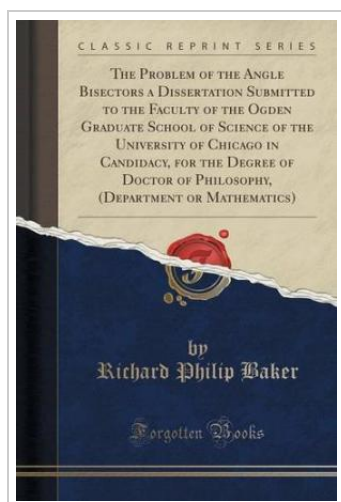 CLASSIC REPRINT SERIES
THE PROBLEM OF THE ANGLE
BISECTORS A DISSERTATION SUBMITTED
TO THE FACULTY OF THE OGDEN
GRADUATE SCHOOL OF SCIENCE OF THE
UNIVERSITY OF CHICAGO IN
CANDIDACY, FOR THE DEGREE OF
DOCTOR OF PHILOSOPHY,
(DEPARTMENT OR MATHEMATICS)
by
Richard Philip Baker
Forgotten Books